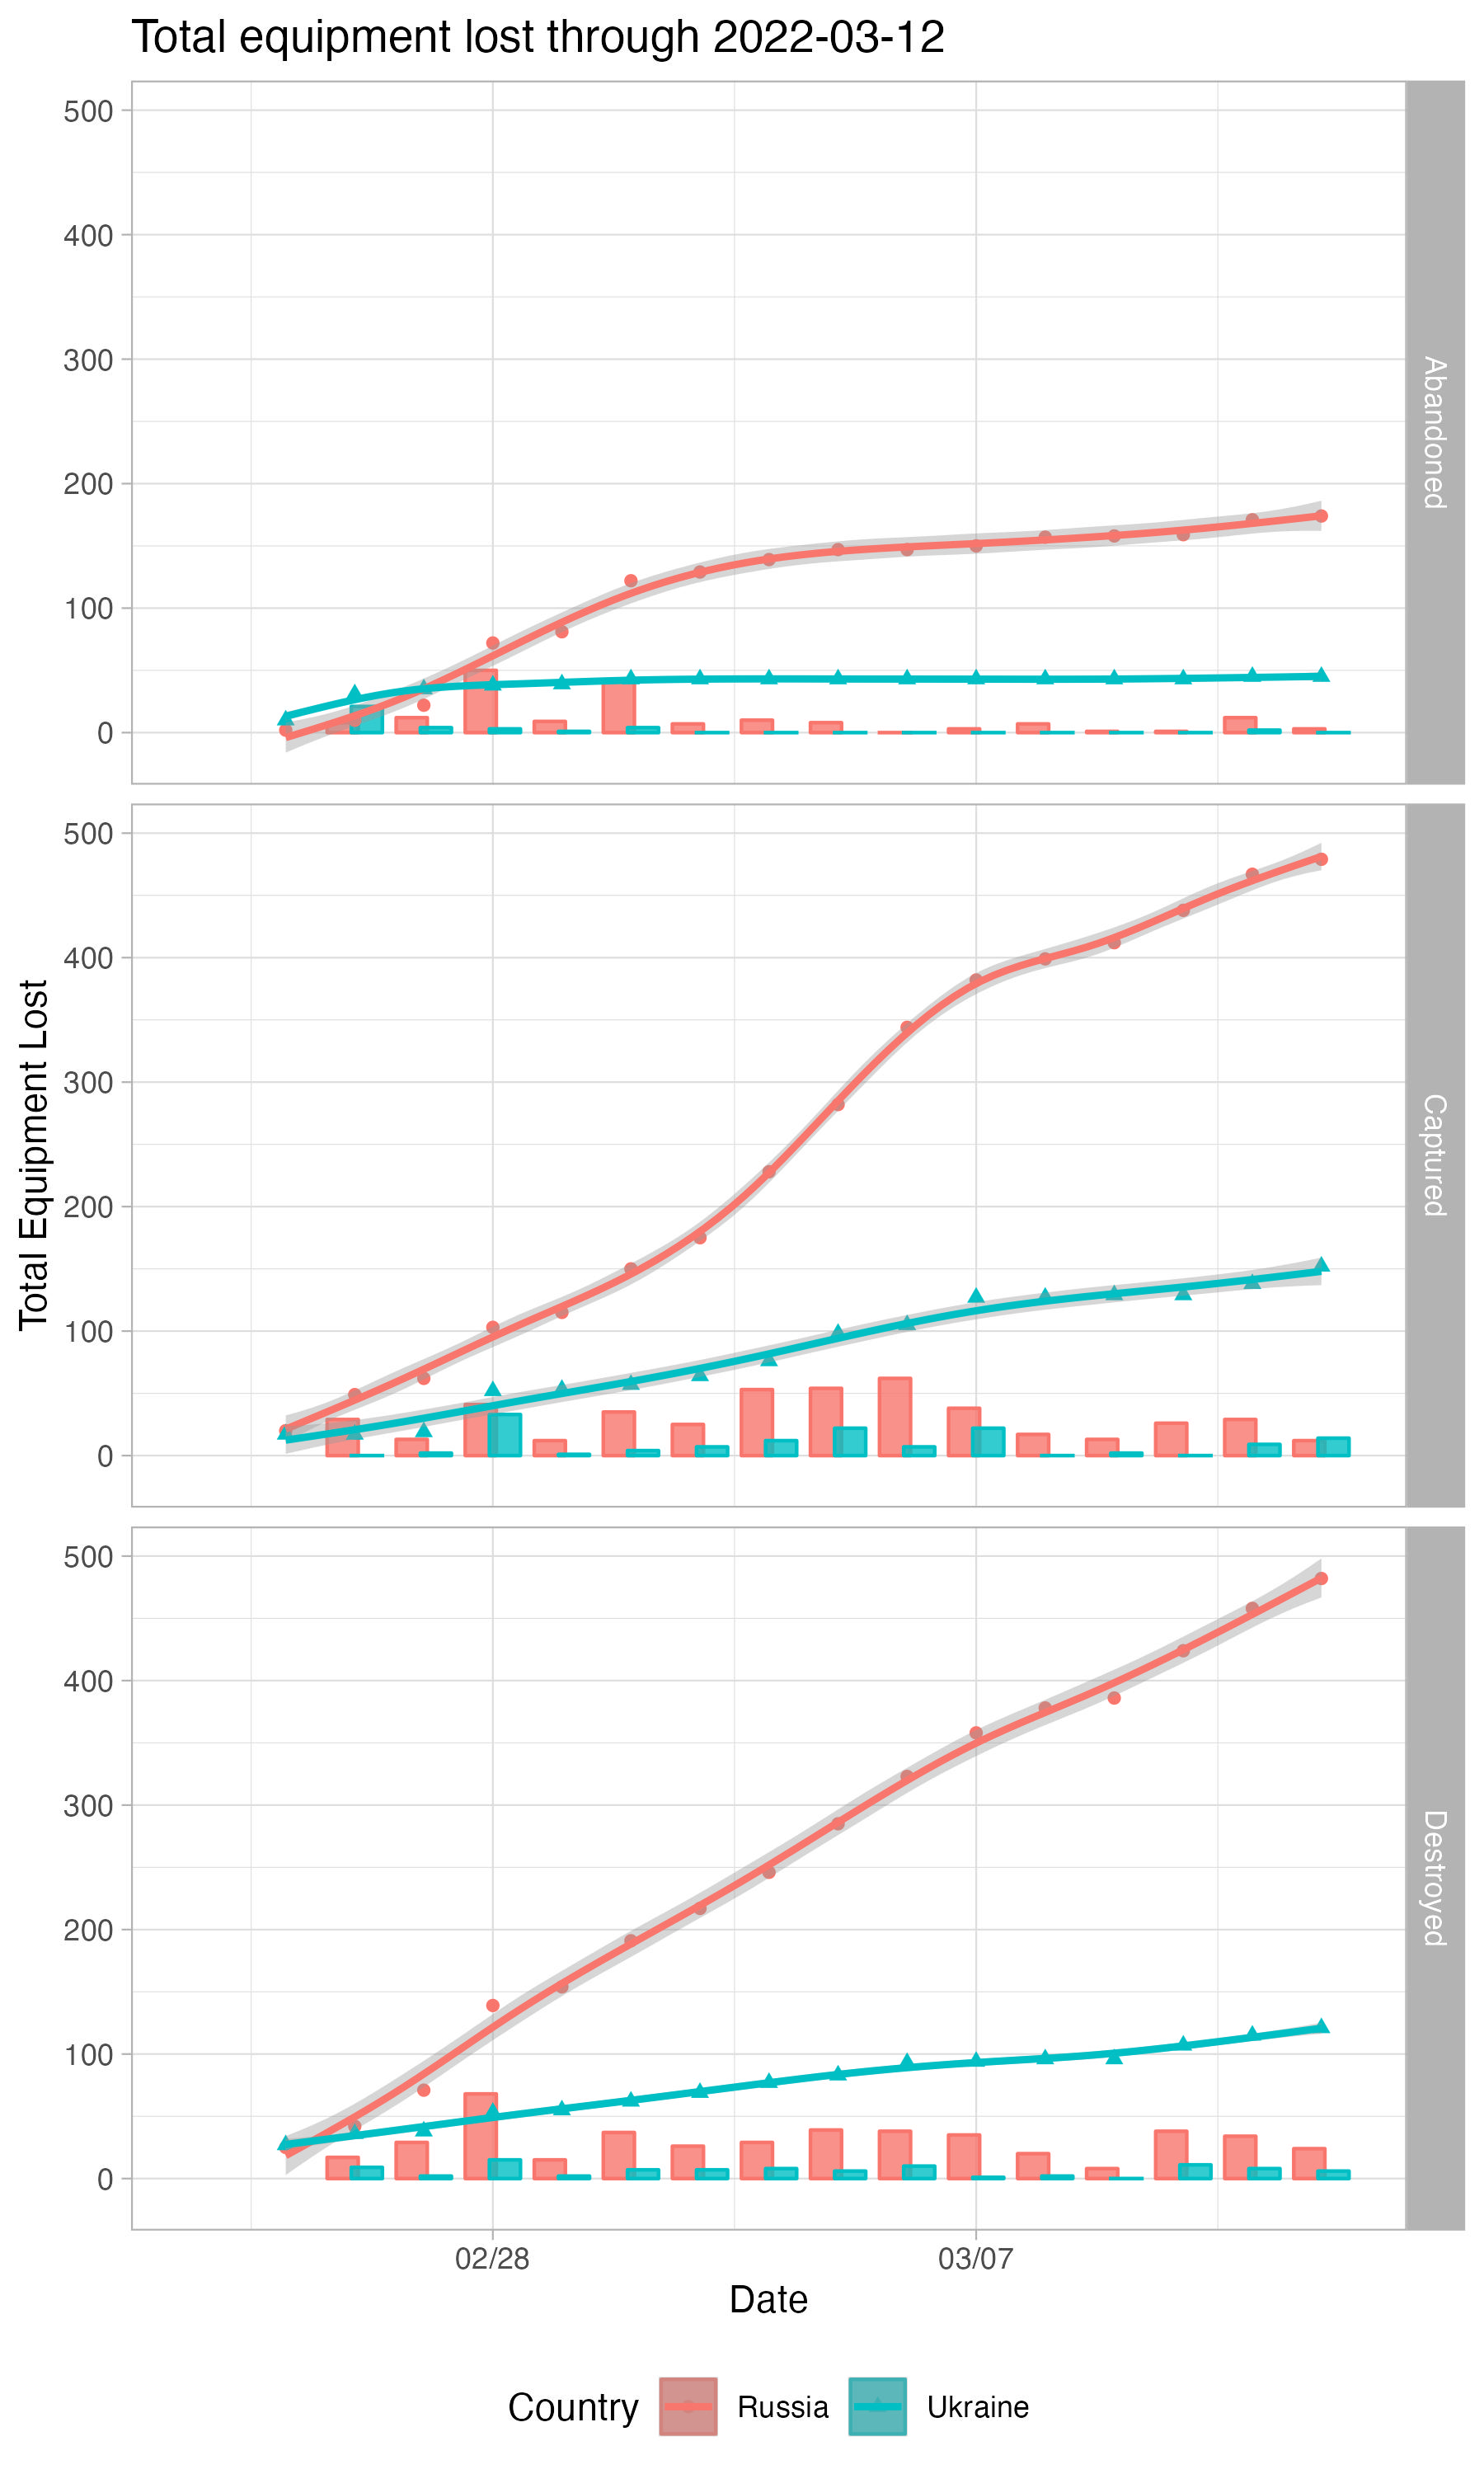 Total equipment lost through 2022-03-12
500
400
300
200
100
0
Abandoned
500
400
300
200
100
0
Captured
Total Equipment Lost
500
400
300
200
100
0
Destroyed
02/28 03/07
Date
Country Russia Ukraine